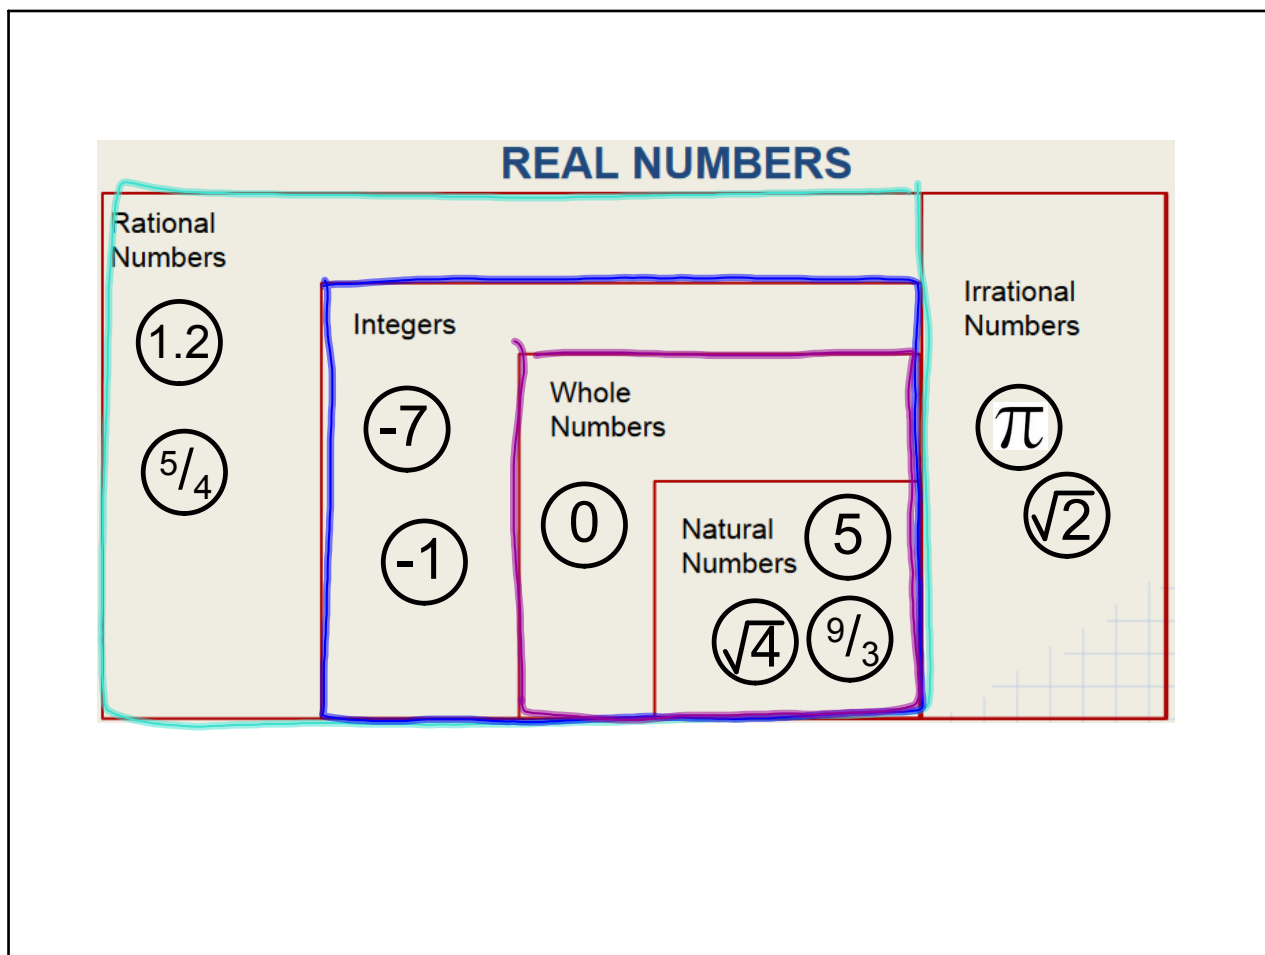 REAL NUMBERS
Rational
Numbers
1.2
5/4
Integers
-7
-1
Whole
Numbers
0
Natural
Numbers
5
√4
9/3
Irrational
Numbers
π
√2